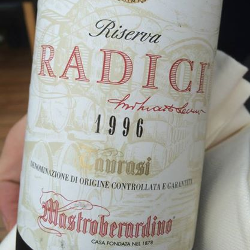 Riserva
RADICI
1996
Taurasi
DENOMINAZIONE DI ORIGINE CONTROLLATA E GARANTITA
Mastroberardino
CASA FONDATA NEL 1878